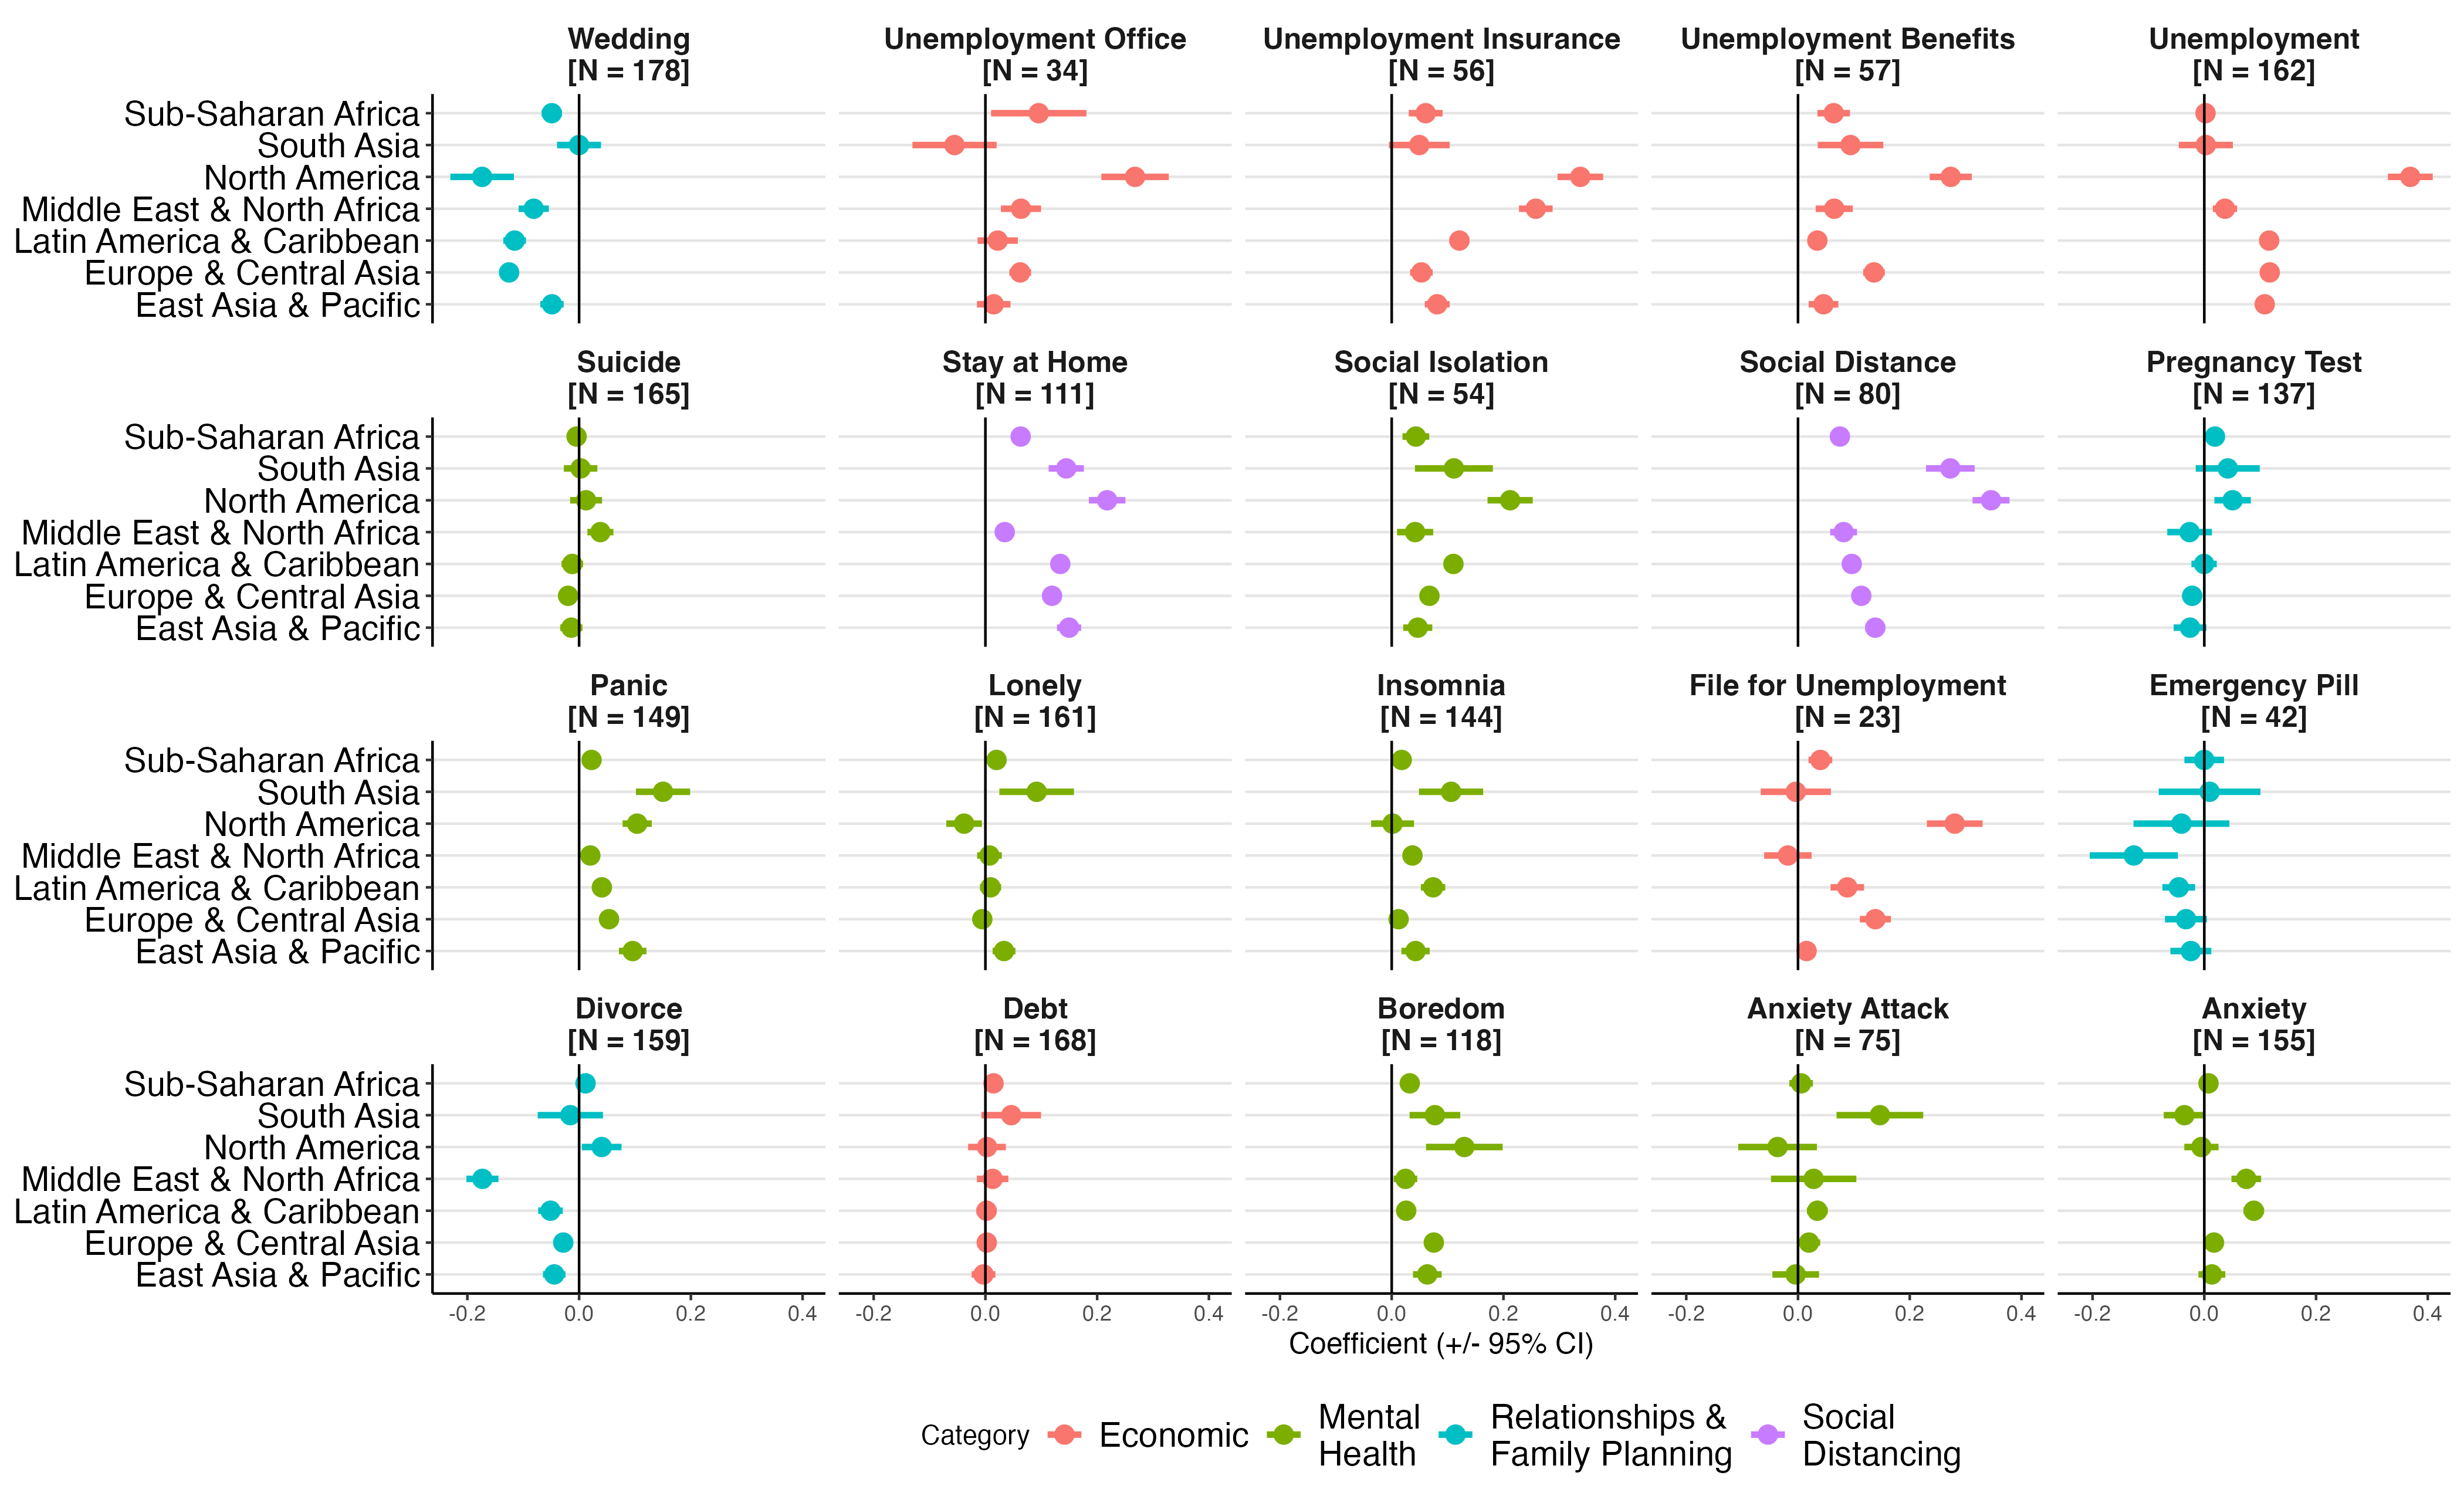 Wedding Unemployment Office Unemployment Insurance Unemployment Benefits Unemployment
[N = 178] [N = 34] [N = 56] [N = 57] [N = 162]
Sub-Saharan Africa
South Asia
North America
Middle East & North Africa
Latin America & Caribbean
Europe & Central Asia
East Asia & Pacific
Suicide Stay at Home Social Isolation Social Distance Pregnancy Test
[N = 165] [N = 111] [N = 54] [N = 80] [N = 137]
Sub-Saharan Africa
South Asia
North America
Middle East & North Africa
Latin America & Caribbean
Europe & Central Asia
East Asia & Pacific
Panic Lonely Insomnia File for Unemployment Emergency Pill
[N = 149] [N = 161] [N = 144] [N = 23] [N = 42]
Sub-Saharan Africa
South Asia
North America
Middle East & North Africa
Latin America & Caribbean
Europe & Central Asia
East Asia & Pacific
Divorce Debt Boredom Anxiety Attack Anxiety
[N = 159] [N = 168] [N = 118] [N = 75] [N = 155]
Sub-Saharan Africa
South Asia
North America
Middle East & North Africa
Latin America & Caribbean
Europe & Central Asia
East Asia & Pacific
-0.2 0.0 0.2 0.4 -0.2 0.0 0.2 0.4 -0.2 0.0 0.2 0.4 -0.2 0.0 0.2 0.4 -0.2 0.0 0.2 0.4
Coefficient (+/- 95% CI)
Category Economic Mental Health Relationships & Family Planning Social Distancing